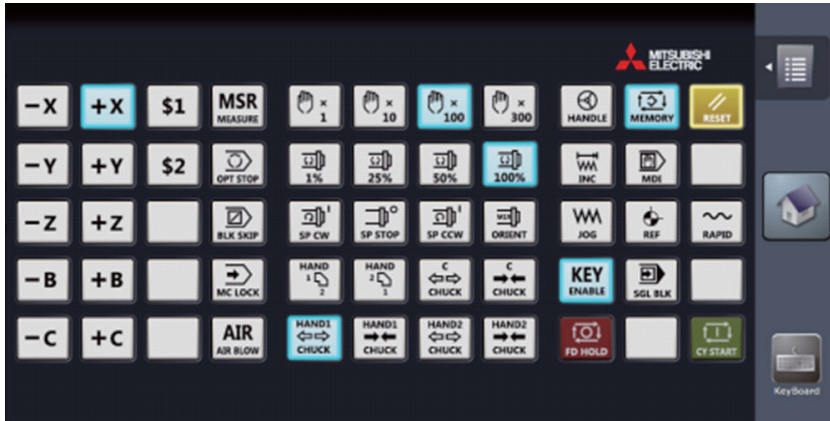 MITSUBISHI
ELECTRIC
-X +X $1 MSR MEASURE × 1 × 10 × 100 × 300 HANDLE MEMORY RESET
-Y +Y $2 OPT STOP 1% 25% 50% 100% INC MDI
-Z +Z BLK SKIP SP CW SP STOP SP CCW M19 ORIENT JOG REF RAPID
-B +B MC LOCK HAND 1 2 HAND 2 1 C CHUCK C CHUCK KEY ENABLE SGL BLK
-C +C AIR AIR BLOW HAND1 CHUCK HAND1 CHUCK HAND2 CHUCK HAND2 CHUCK FD HOLD CY START
KeyBoard